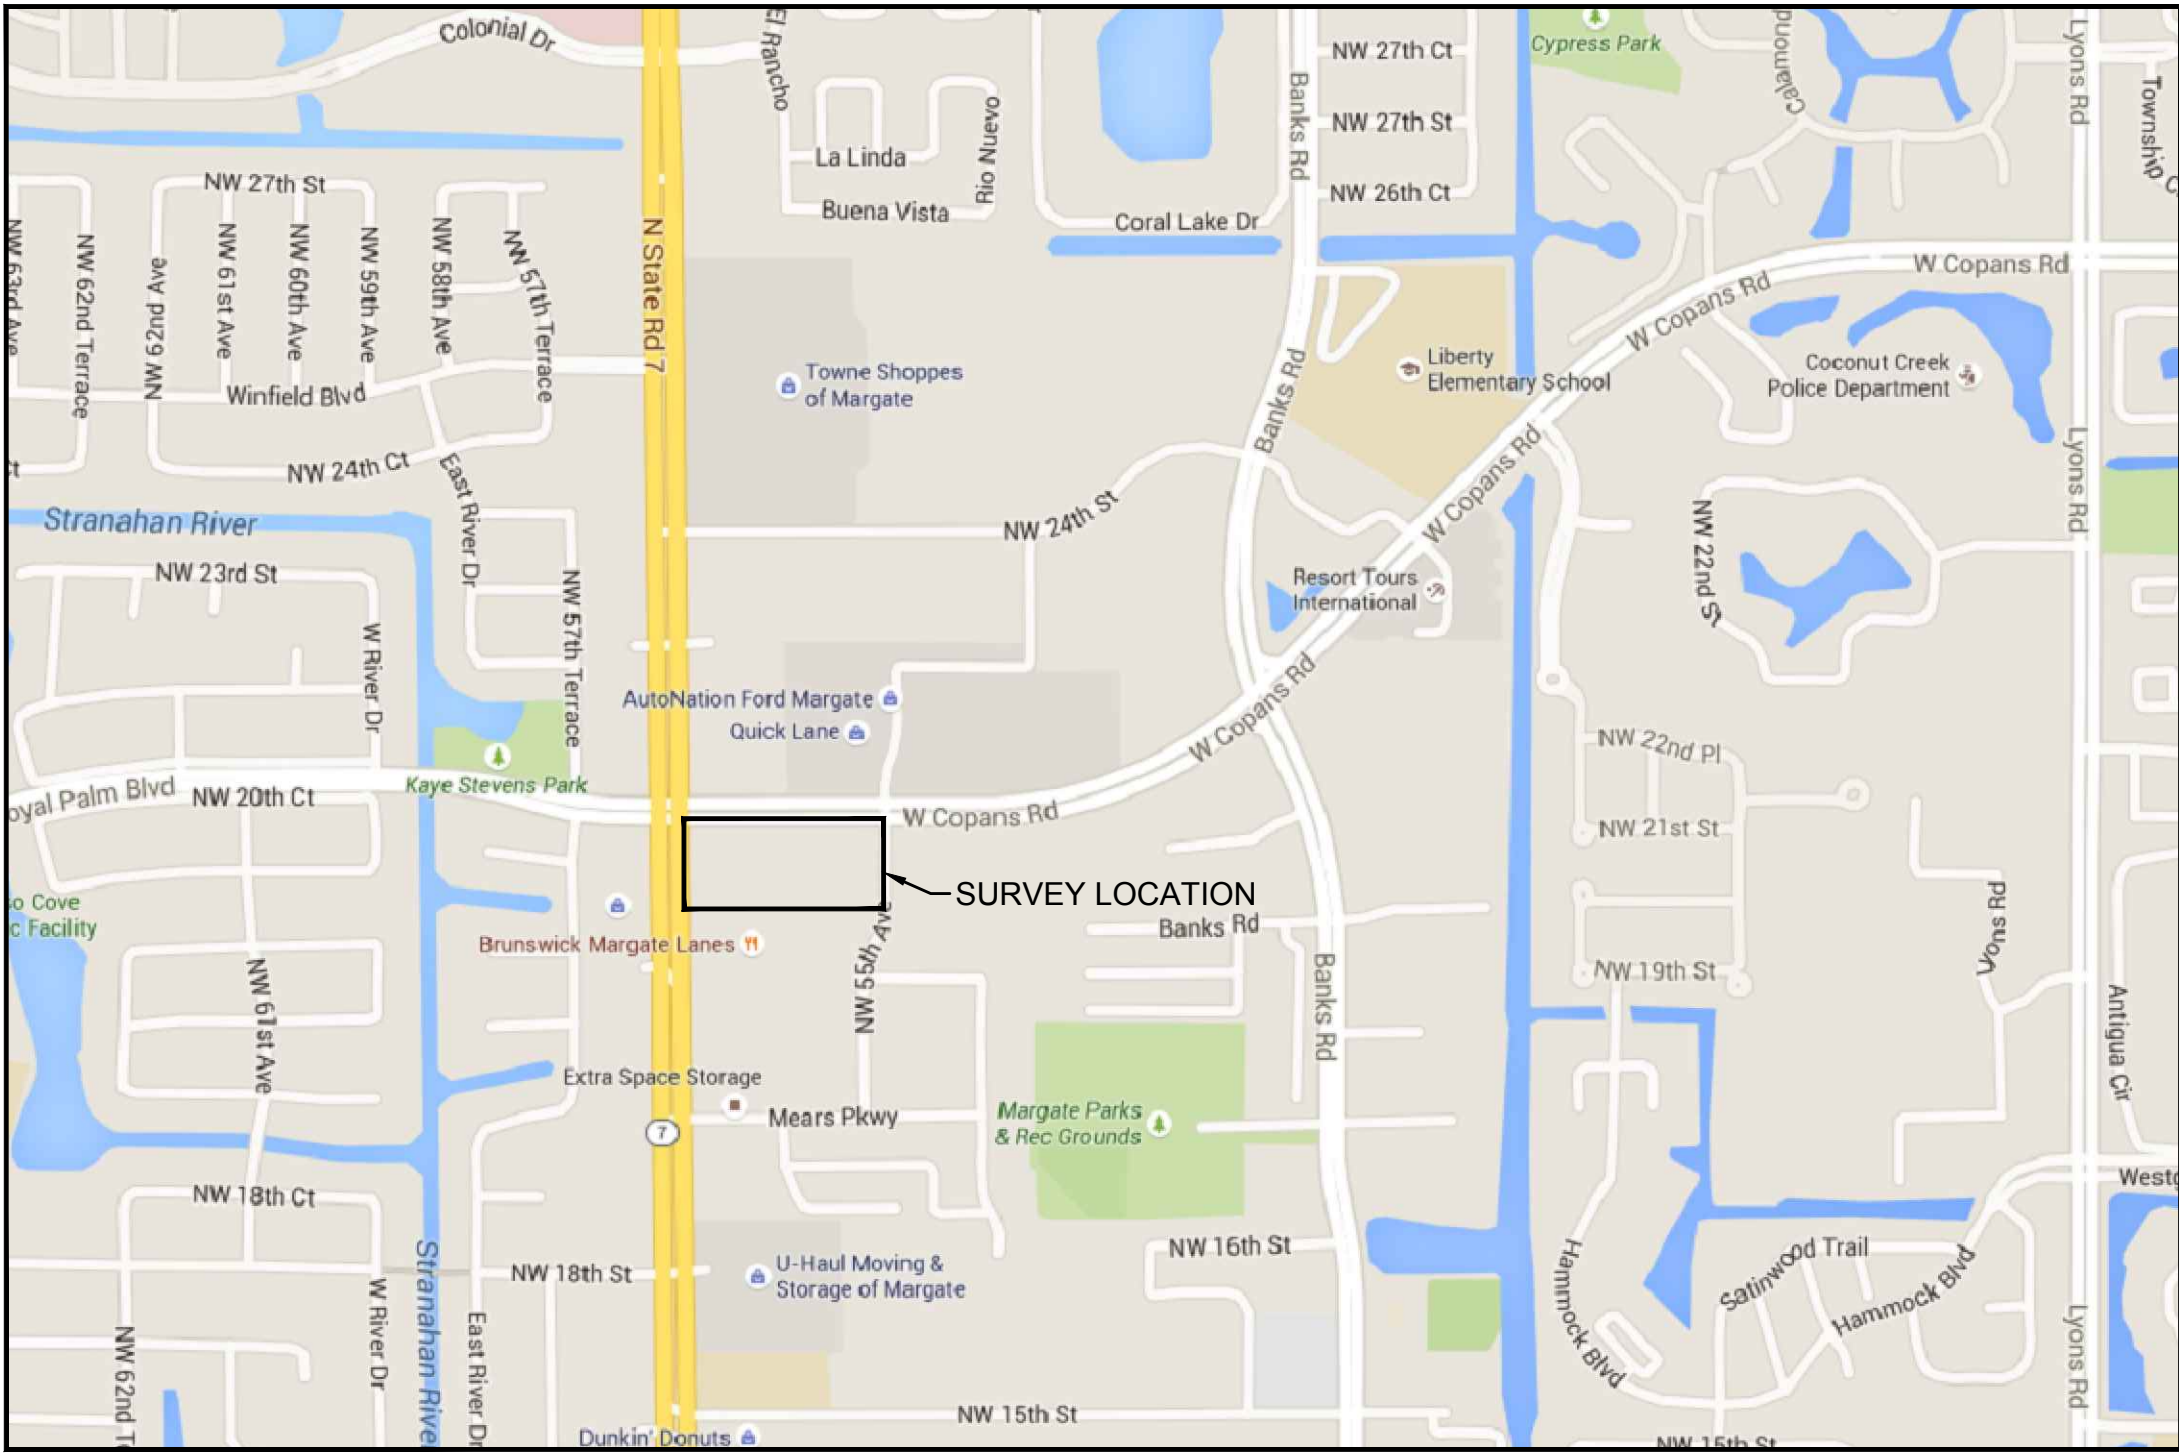 Colonial Dr
El Rancho
Banks Rd
NW 27th Ct
Cypress Park
Calamondin
Lyons Rd
Township
NW 27th St
La Linda
Rio Nuevo
NW 27th St
Buena Vista
NW 26th Ct
Coral Lake Dr
NW 63rd Ave
NW 62nd Terrace
NW 62nd Ave
NW 61st Ave
NW 60th Ave
NW 59th Ave
NW 58th Ave
NW 57th Terrace
N State Rd 7
W Copans Rd
W Copans Rd
Towne Shoppes
of Margate
Banks Rd
Liberty
Elementary School
Coconut Creek
Police Department
Winfield Blvd
NW 24th Ct
East River Dr
W Copans Rd
Lyons Rd
Stranahan River
NW 24th St
NW 22nd St
NW 23rd St
NW 57th Terrace
Resort Tours
International
W River Dr
AutoNation Ford Margate
Quick Lane
W Copans Rd
NW 22nd Pl
Kaye Stevens Park
oyal Palm Blvd
NW 20th Ct
W Copans Rd
NW 21st St
SURVEY LOCATION
o Cove
c Facility
Banks Rd
Lyons Rd
Brunswick Margate Lanes
NW 55th Ave
NW 61st Ave
Banks Rd
NW 19th St
Antigua Cir
Extra Space Storage
7
Mears Pkwy
Margate Parks
& Rec Grounds
NW 18th Ct
Westg
Stranahan River
NW 18th St
U-Haul Moving &
Storage of Margate
NW 16th St
Hammock Blvd
Satinwood Trail
Hammock Blvd
Lyons Rd
NW 62nd T
W River Dr
East River Dr
NW 15th St
Dunkin' Donuts
NW 15th St